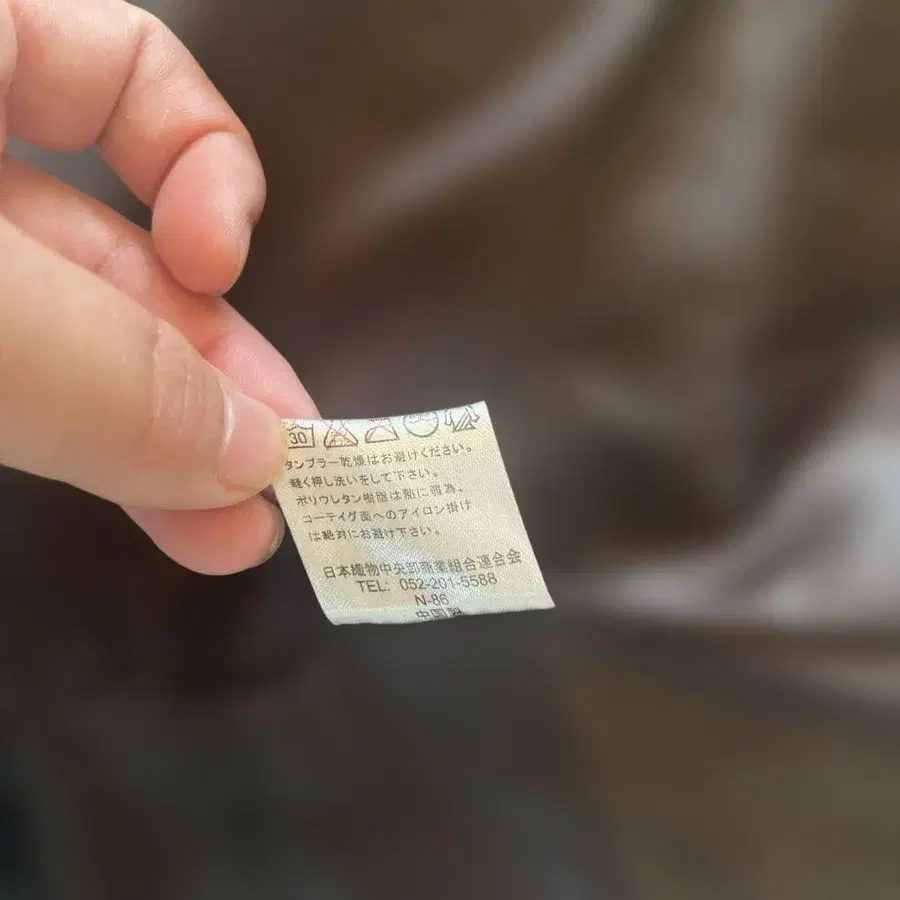 30
タンブラー乾燥はお避けください。
軽く押し洗いをして下さい。
ポリウレタン樹脂は熱に弱為、
コーテイグ面へのアイロン掛け
は絶対にお避け下さい。
日本織物中央卸商業組合連合会
TEL: 052-201-5588
N-86
中国製